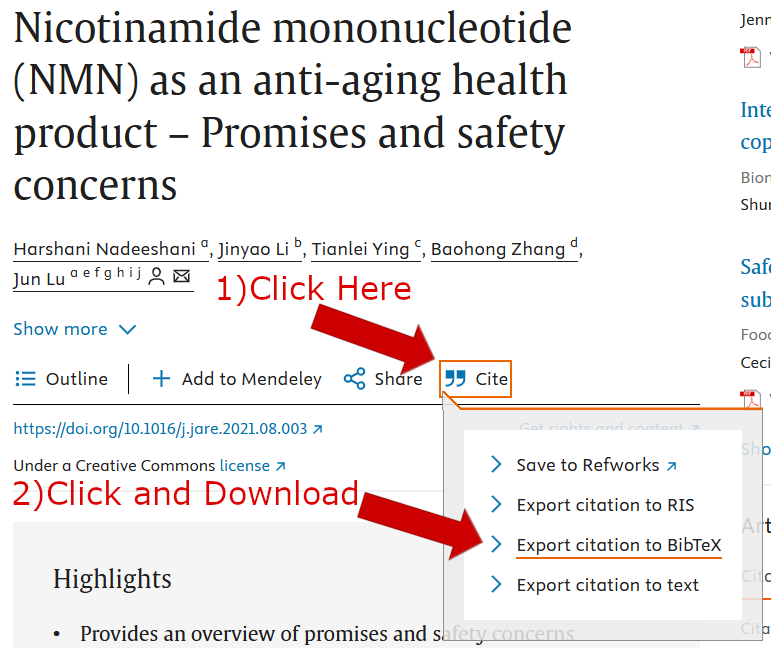 Nicotinamide mononucleotide
(NMN) as an anti-aging health
product – Promises and safety
concerns
Harshani Nadeeshani a, Jinyao Li b, Tianlei Ying c, Baohong Zhang d,
Jun Lu a e f g h i j
1)Click Here
Show more
Outline
Add to Mendeley
Share
Cite
https://doi.org/10.1016/j.jare.2021.08.003
Get rights and content
Under a Creative Commons license
2)Click and Download
Save to Refworks
Export citation to RIS
Export citation to BibTeX
Export citation to text
Highlights
• Provides an overview of promises and safety concerns
Jenn
PDF
Inte
cop
Bion
Shur
Safe
sub
Food
Ceci
PDF
Sho
Art
Cita